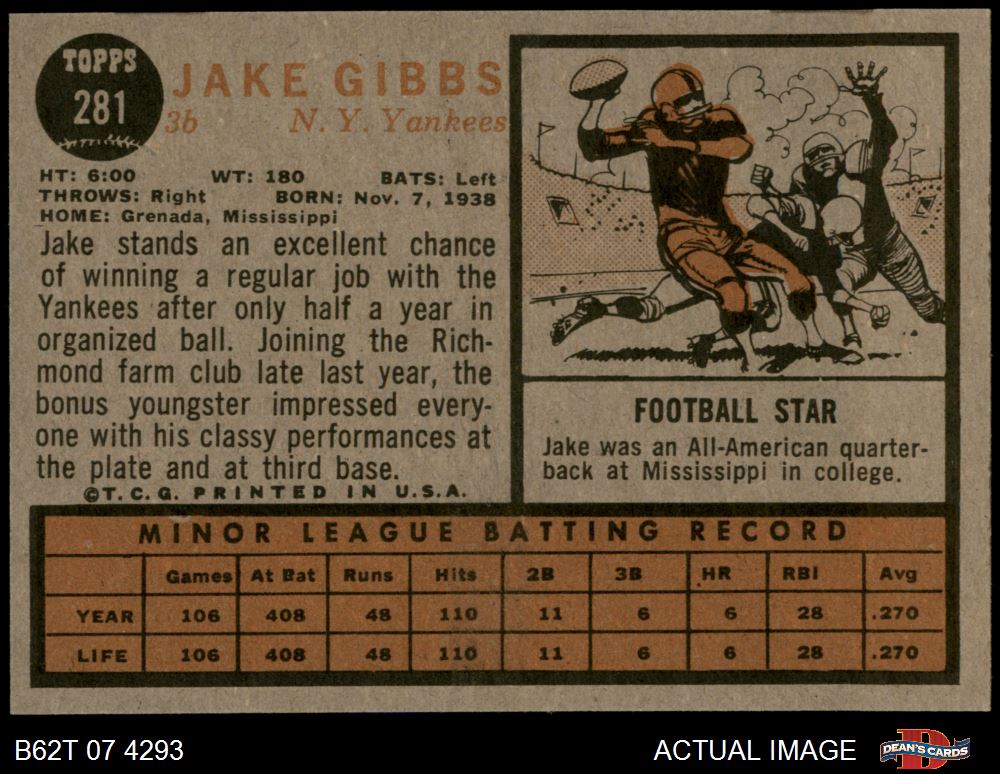 TOPPS
281
JAKE GIBBS
3b N. Y. Yankees
HT: 6:00 WT: 180 BATS: Left
THROWS: Right BORN: Nov. 7, 1938
HOME: Grenada, Mississippi
Jake stands an excellent chance
of winning a regular job with the
Yankees after only half a year in
organized ball. Joining the Rich-
mond farm club late last year, the
bonus youngster impressed every-
one with his classy performances at
the plate and at third base.
©T.C.G. PRINTED IN U.S.A.
FOOTBALL STAR
Jake was an All-American quarter-
back at Mississippi in college.
MINOR LEAGUE BATTING RECORD
Games At Bat Runs Hits 2B 3B HR RBI Avg
YEAR 106 408 48 110 11 6 6 28 .270
LIFE 106 408 48 110 11 6 6 28 .270
B62T 07 4293 ACTUAL IMAGE DEAN'S CARDS